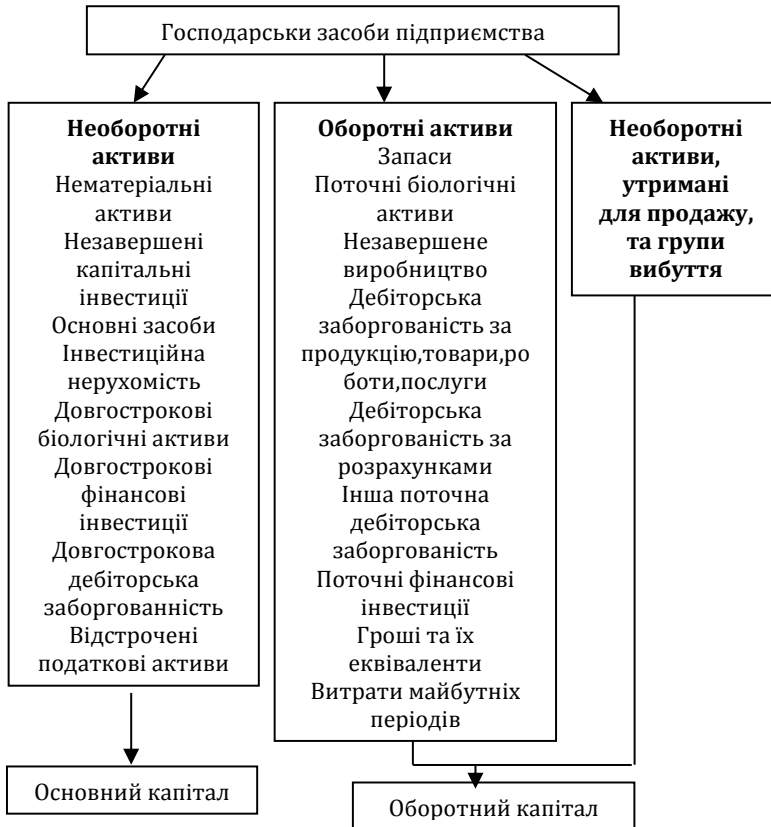 Господарськи засоби підприємства
Необоротні
активи
Нематеріальні
активи
Незавершені
капітальні
інвестиції
Основні засоби
Інвестиційна
нерухомість
Довгострокові
біологічні активи
Довгострокові
фінансові
інвестиції
Довгострокова
дебіторська
заборгованність
Відстрочені
податкові активи
Оборотні активи
Запаси
Поточні біологічні
активи
Незавершене
виробництво
Дебіторська
заборгованість за
продукцію,товари,ро
боти,послуги
Дебіторська
заборгованість за
розрахунками
Інша поточна
дебіторська
заборгованість
Поточні фінансові
інвестиції
Гроші та їх
еквіваленти
Витрати майбутніх
періодів
Необоротні
активи,
утримані
для продажу,
та групи
вибуття
Основний капітал
Оборотний капітал